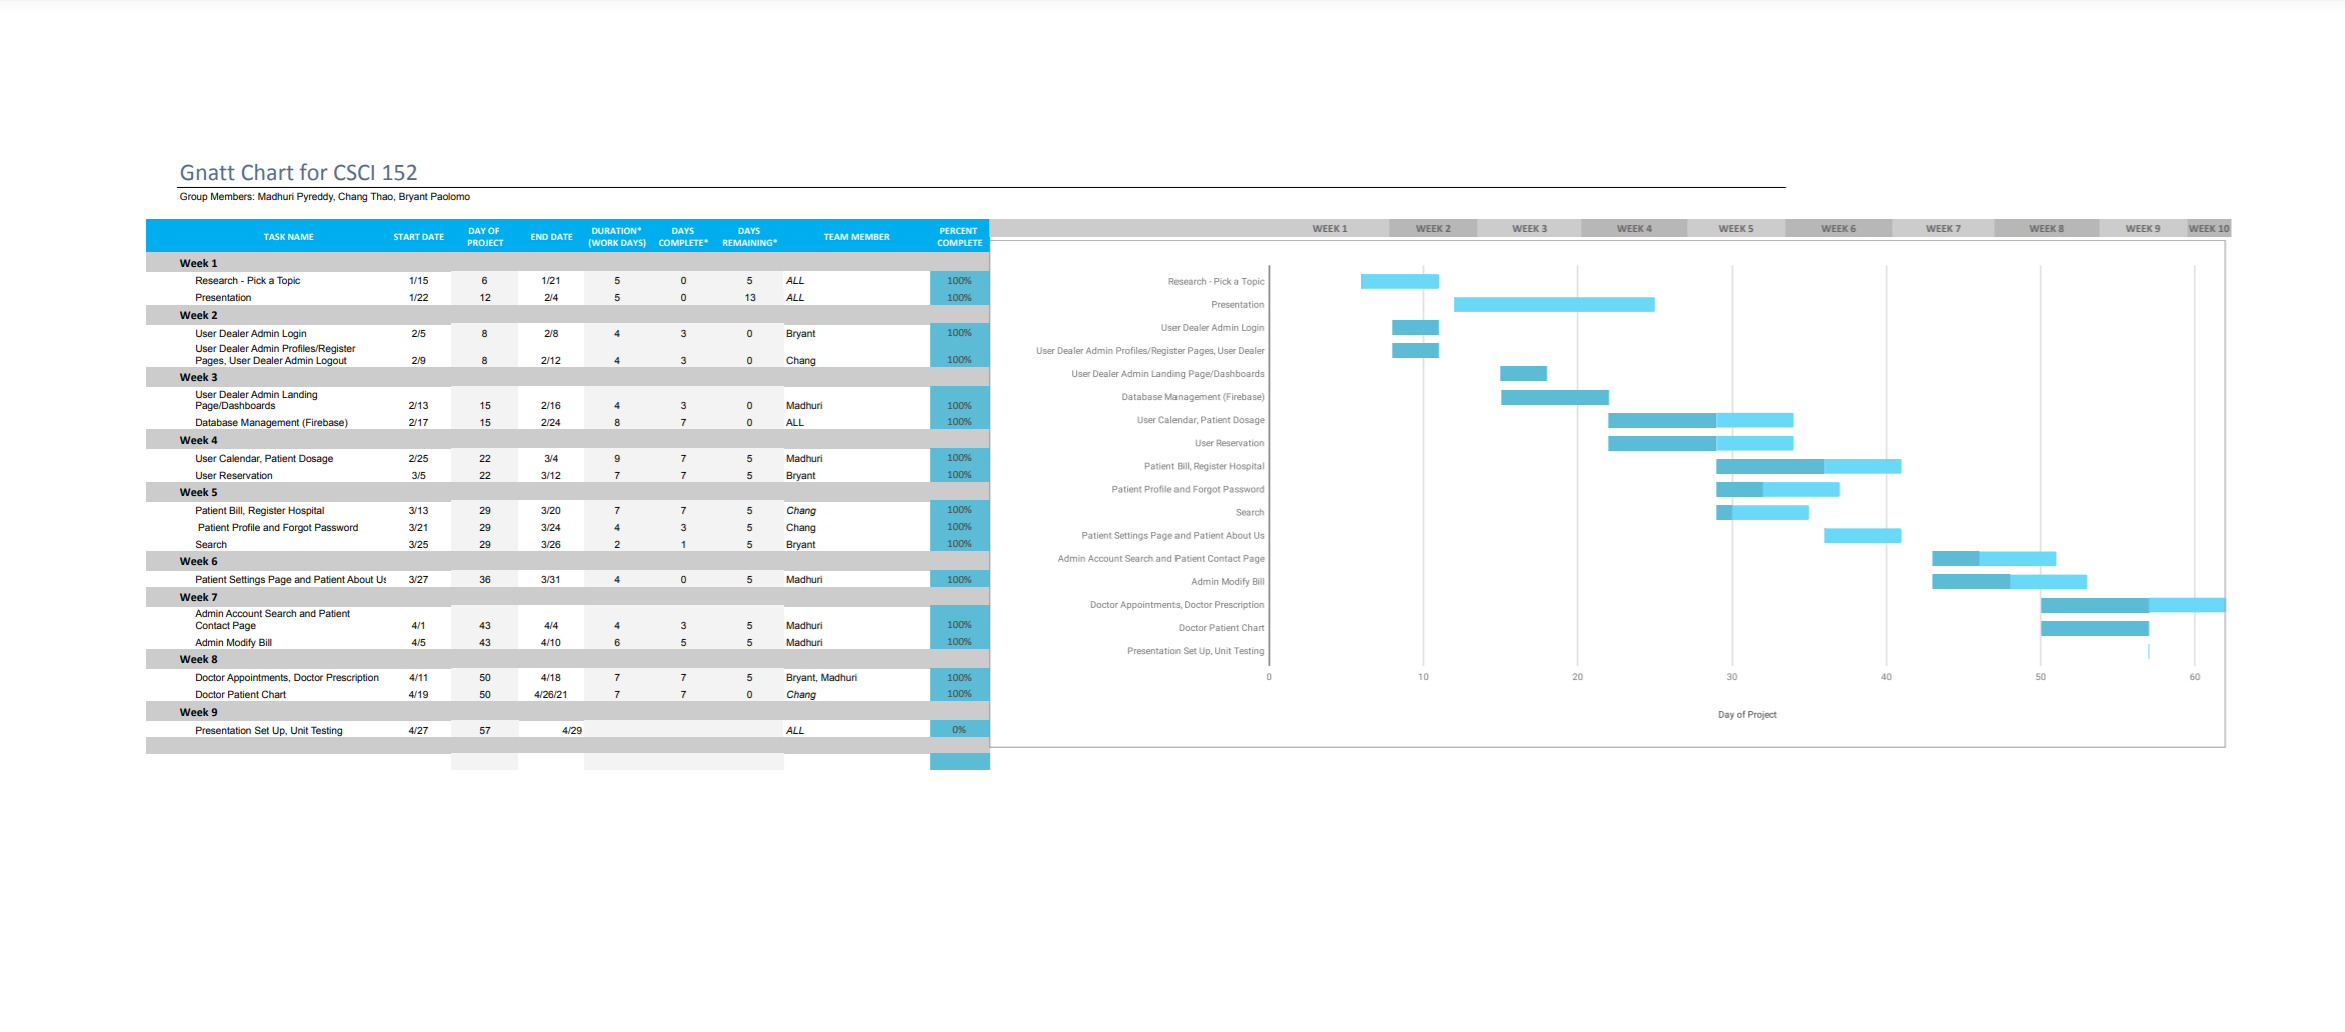 Gnatt Chart for CSCI 152
Group Members: Madhuri Pyreddy, Chang Thao, Bryant Paolomo
TASK NAME START DATE DAY OF PROJECT END DATE DURATION* (WORK DAYS) DAYS COMPLETE* DAYS REMAINING* TEAM MEMBER PERCENT COMPLETE
Week 1
Research - Pick a Topic 1/15 6 1/21 5 0 5 ALL 100%
Presentation 1/22 12 2/4 5 0 13 ALL 100%
Week 2
User Dealer Admin Login 2/5 8 2/8 4 3 0 Bryant 100%
User Dealer Admin Profiles/Register
Pages, User Dealer Admin Logout 2/9 8 2/12 4 3 0 Chang 100%
Week 3
User Dealer Admin Landing
Page/Dashboards 2/13 15 2/16 4 3 0 Madhuri 100%
Database Management (Firebase) 2/17 15 2/24 8 7 0 ALL 100%
Week 4
User Calendar, Patient Dosage 2/25 22 3/4 9 7 5 Madhuri 100%
User Reservation 3/5 22 3/12 7 7 5 Bryant 100%
Week 5
Patient Bill, Register Hospital 3/13 29 3/20 7 7 5 Chang 100%
Patient Profile and Forgot Password 3/21 29 3/24 4 3 5 Chang 100%
Search 3/25 29 3/26 2 1 5 Bryant 100%
Week 6
Patient Settings Page and Patient About Us 3/27 36 3/31 4 0 5 Madhuri 100%
Week 7
Admin Account Search and Patient
Contact Page 4/1 43 4/4 4 3 5 Madhuri 100%
Admin Modify Bill 4/5 43 4/10 6 5 5 Madhuri 100%
Week 8
Doctor Appointments, Doctor Prescription 4/11 50 4/18 7 7 5 Bryant, Madhuri 100%
Doctor Patient Chart 4/19 50 4/26/21 7 7 0 Chang 100%
Week 9
Presentation Set Up, Unit Testing 4/27 57 4/29 ALL 0%
WEEK 1 WEEK 2 WEEK 3 WEEK 4 WEEK 5 WEEK 6 WEEK 7 WEEK 8 WEEK 9 WEEK 10
Research - Pick a Topic
Presentation
User Dealer Admin Login
User Dealer Admin Profiles/Register Pages, User Dealer
User Dealer Admin Landing Page/Dashboards
Database Management (Firebase)
User Calendar, Patient Dosage
User Reservation
Patient Bill, Register Hospital
Patient Profile and Forgot Password
Search
Patient Settings Page and Patient About Us
Admin Account Search and Patient Contact Page
Admin Modify Bill
Doctor Appointments, Doctor Prescription
Doctor Patient Chart
Presentation Set Up, Unit Testing
0 10 20 30 40 50 60
Day of Project